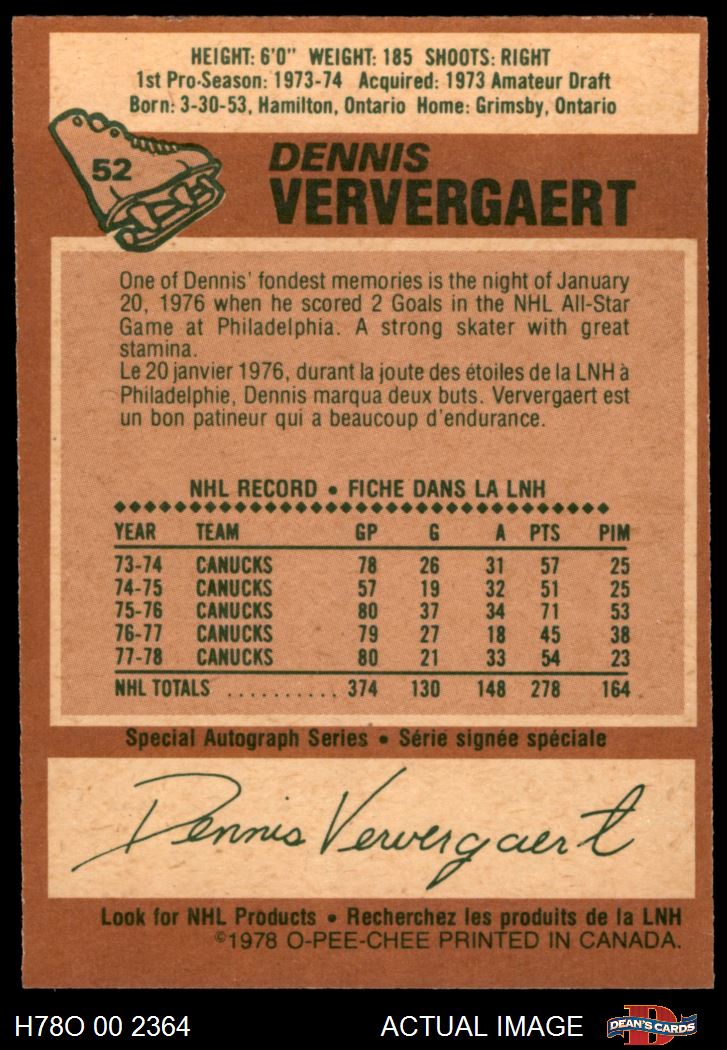 HEIGHT: 6'0" WEIGHT: 185 SHOOTS: RIGHT
1st Pro-Season: 1973-74 Acquired: 1973 Amateur Draft
Born: 3-30-53, Hamilton, Ontario Home: Grimsby, Ontario
52
DENNIS
VERVERGAERT
One of Dennis' fondest memories is the night of January
20, 1976 when he scored 2 Goals in the NHL All-Star
Game at Philadelphia. A strong skater with great
stamina.
Le 20 janvier 1976, durant la joute des étoiles de la LNH à
Philadelphie, Dennis marqua deux buts. Ververgaert est
un bon patineur qui a beaucoup d'endurance.
NHL RECORD • FICHE DANS LA LNH
YEAR TEAM GP G A PTS PIM
73-74 CANUCKS 78 26 31 57 25
74-75 CANUCKS 57 19 32 51 25
75-76 CANUCKS 80 37 34 71 53
76-77 CANUCKS 79 27 18 45 38
77-78 CANUCKS 80 21 33 54 23
NHL TOTALS .......... 374 130 148 278 164
Special Autograph Series • Série signée spéciale
Dennis Ververgaert
Look for NHL Products • Recherchez les produits de la LNH
©1978 O-PEE-CHEE PRINTED IN CANADA.
H78O 00 2364 ACTUAL IMAGE D DEAN'S CARDS